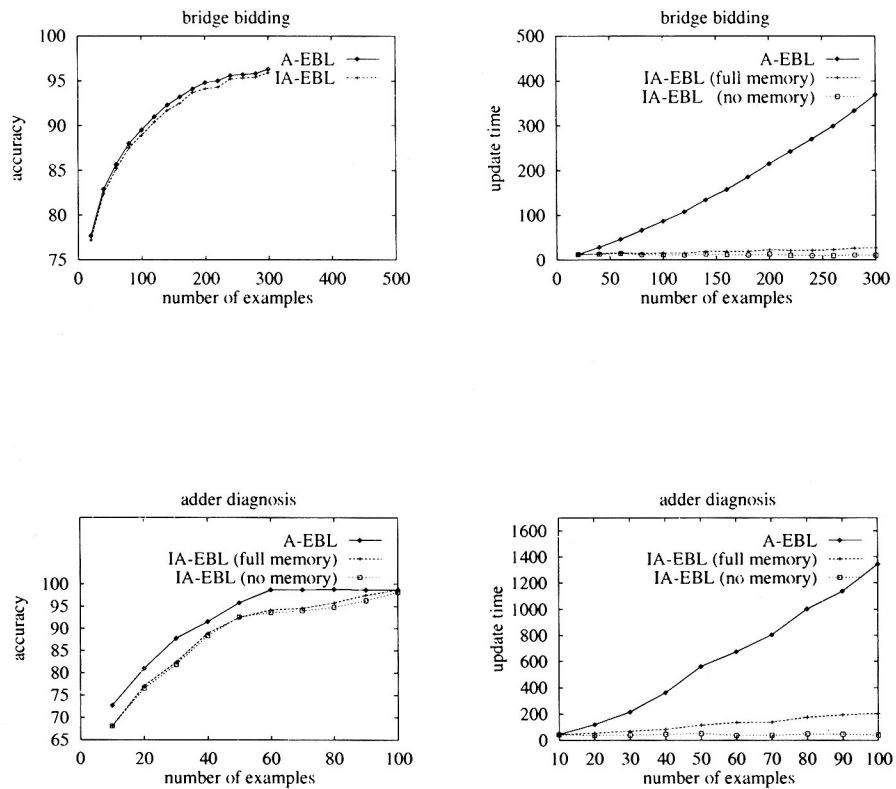 bridge bidding
100
95
90
85
80
75
accuracy
A-EBL
IA-EBL
0 100 200 300 400 500
number of examples
bridge bidding
500
400
300
200
100
0
update time
A-EBL
IA-EBL (full memory)
IA-EBL (no memory)
0 50 100 150 200 250 300
number of examples
adder diagnosis
100
95
90
85
80
75
70
65
accuracy
A-EBL
IA-EBL (full memory)
IA-EBL (no memory)
0 20 40 60 80 100
number of examples
adder diagnosis
1600
1400
1200
1000
800
600
400
200
0
update time
A-EBL
IA-EBL (full memory)
IA-EBL (no memory)
10 20 30 40 50 60 70 80 90 100
number of examples